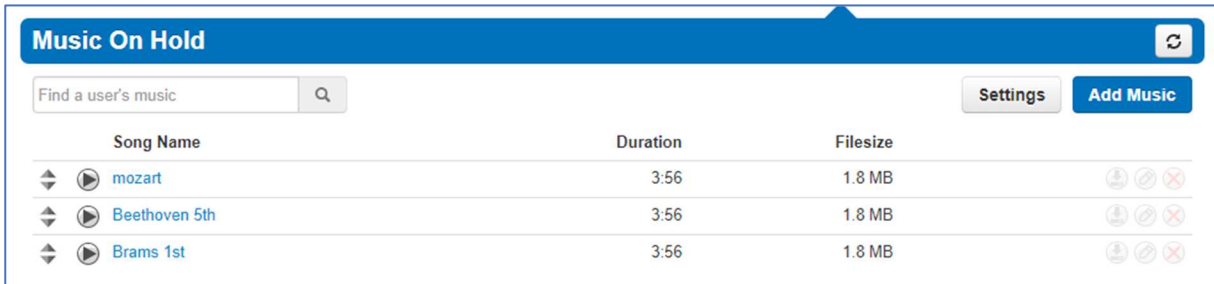 Music On Hold
Find a user's music
Settings
Add Music
Song Name Duration Filesize
mozart 3:56 1.8 MB
Beethoven 5th 3:56 1.8 MB
Brams 1st 3:56 1.8 MB